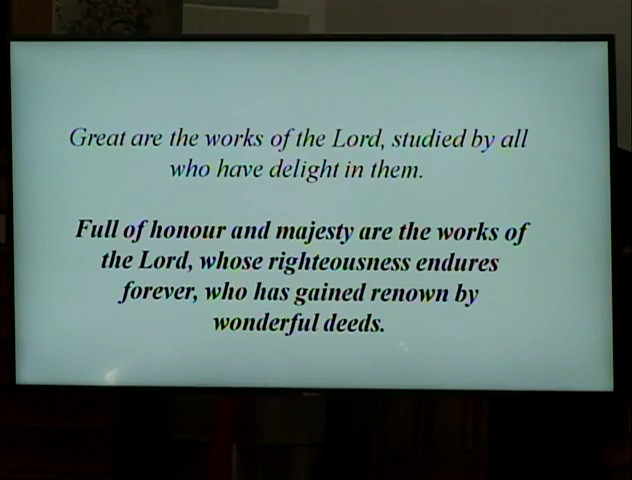 Great are the works of the Lord, studied by all
who have delight in them.
Full of honour and majesty are the works of
the Lord, whose righteousness endures
forever, who has gained renown by
wonderful deeds.